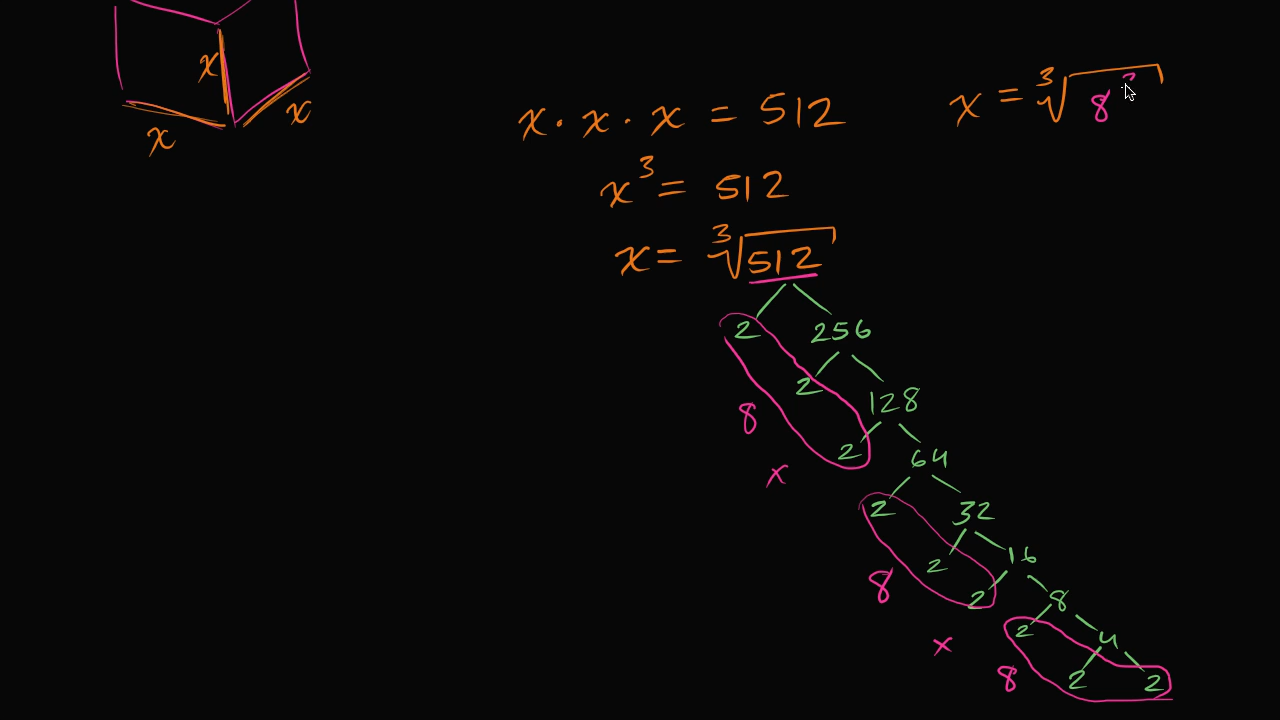 x
x
x
x · x · x = 512
x = ∛8
x³ = 512
x = ∛512
2 256
2 128
8
2 64
x
2 32
2 16
8
2 8
2 4
x
8
2 2